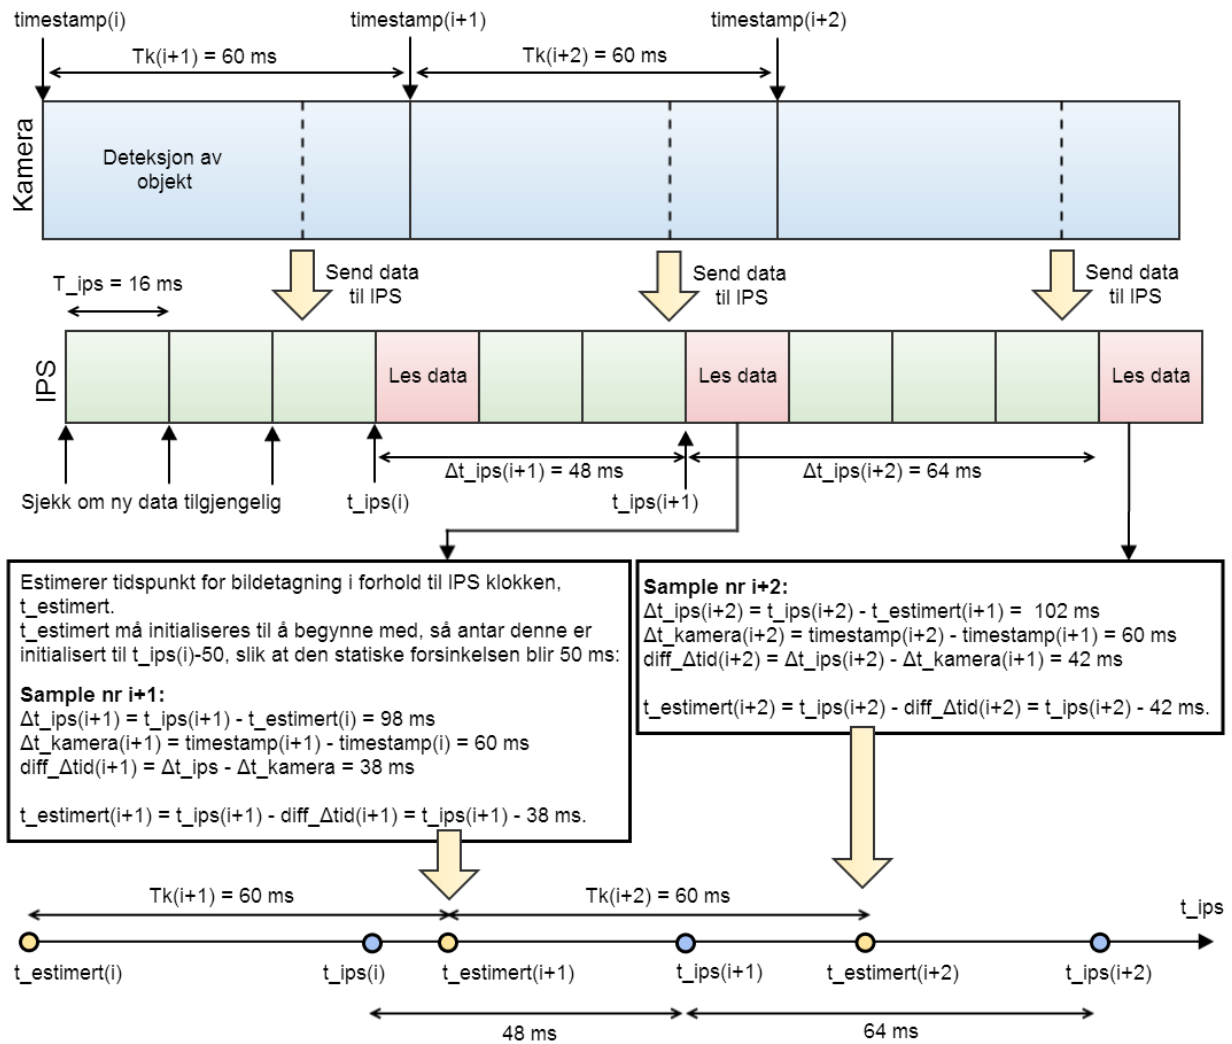 timestamp(i)
timestamp(i+1)
timestamp(i+2)
Tk(i+1) = 60 ms
Tk(i+2) = 60 ms
Kamera
Deteksjon av
objekt
T_ips = 16 ms
Send data
til IPS
Send data
til IPS
Send data
til IPS
IPS
Les data
Les data
Les data
Δt_ips(i+1) = 48 ms
Δt_ips(i+2) = 64 ms
Sjekk om ny data tilgjengelig
t_ips(i)
t_ips(i+1)
Estimerer tidspunkt for bildetagning i forhold til IPS klokken,
t_estimert.
t_estimert må initialiseres til å begynne med, så antar denne er
initialisert til t_ips(i)-50, slik at den statiske forsinkelsen blir 50 ms:
Sample nr i+1:
Δt_ips(i+1) = t_ips(i+1) - t_estimert(i) = 98 ms
Δt_kamera(i+1) = timestamp(i+1) - timestamp(i) = 60 ms
diff_Δtid(i+1) = Δt_ips - Δt_kamera = 38 ms
t_estimert(i+1) = t_ips(i+1) - diff_Δtid(i+1) = t_ips(i+1) - 38 ms.
Sample nr i+2:
Δt_ips(i+2) = t_ips(i+2) - t_estimert(i+1) = 102 ms
Δt_kamera(i+2) = timestamp(i+2) - timestamp(i+1) = 60 ms
diff_Δtid(i+2) = Δt_ips(i+2) - Δt_kamera(i+1) = 42 ms
t_estimert(i+2) = t_ips(i+2) - diff_Δtid(i+2) = t_ips(i+2) - 42 ms.
Tk(i+1) = 60 ms
Tk(i+2) = 60 ms
t_ips
t_estimert(i)
t_ips(i)
t_estimert(i+1)
t_ips(i+1)
t_estimert(i+2)
t_ips(i+2)
48 ms
64 ms